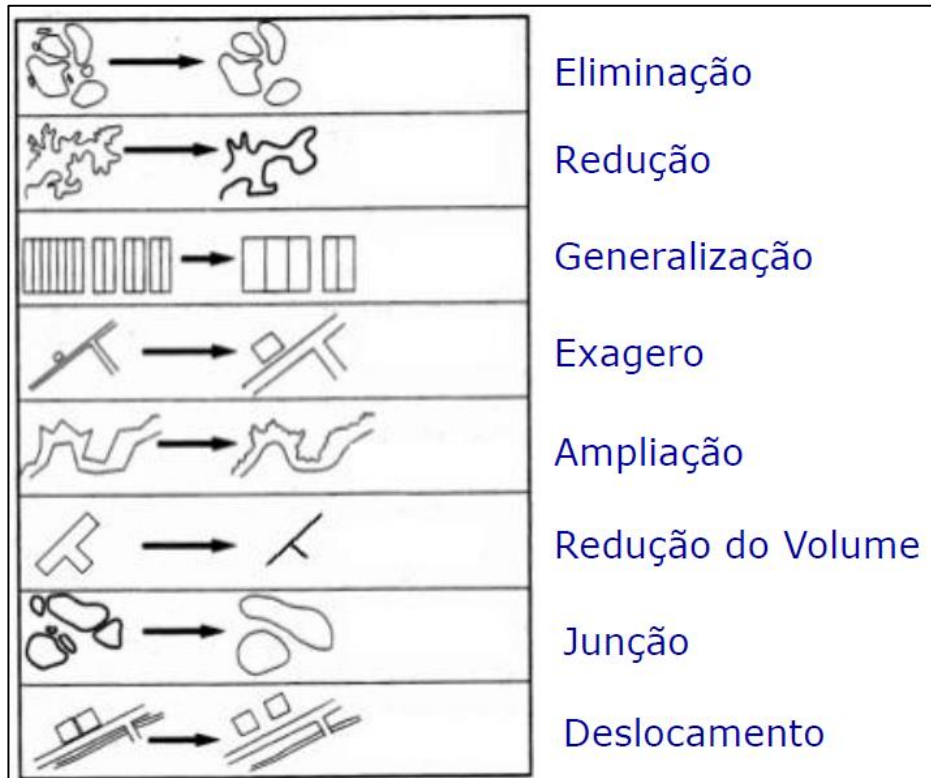 Eliminação
Redução
Generalização
Exagero
Ampliação
Redução do Volume
Junção
Deslocamento